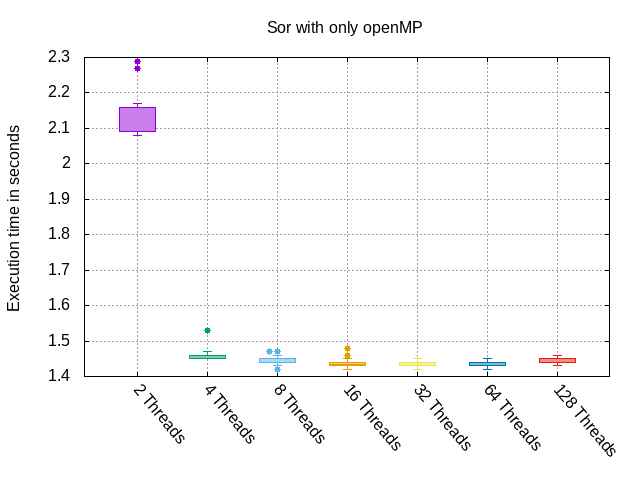 Sor with only openMP
Execution time in seconds
2.3
2.2
2.1
2
1.9
1.8
1.7
1.6
1.5
1.4
2 Threads
4 Threads
8 Threads
16 Threads
32 Threads
64 Threads
128 Threads